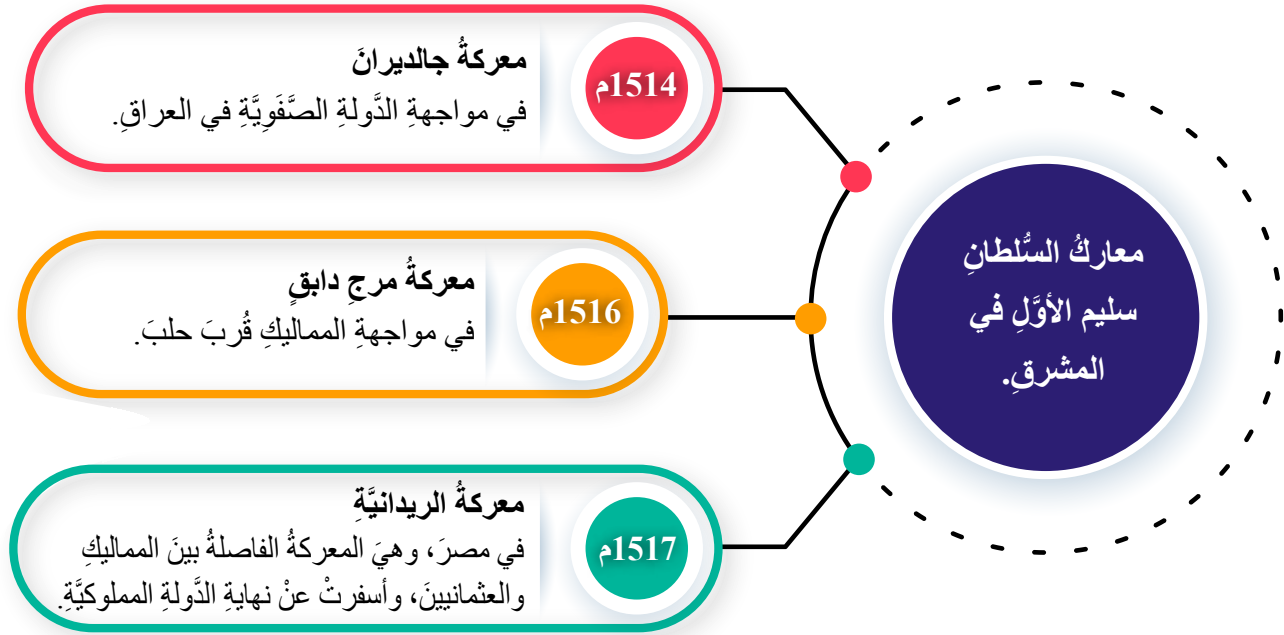 معاركُ السُّلطانِ
سليم الأوَّلِ في
المشرقِ.
1514م
معركةُ جالديرانَ
في مواجهةِ الدَّولةِ الصَّفَوِيَّةِ في العراقِ.
1516م
معركةُ مرجِ دابقٍ
في مواجهةِ المماليكِ قُربَ حلبَ.
1517م
معركةُ الريدانيَّةِ
في مصرَ، وهيَ المعركةُ الفاصلةُ بينَ المماليكِ
والعثمانيينَ، وأسفرتْ عنْ نهايةِ الدَّولةِ المملوكيَّةِ.